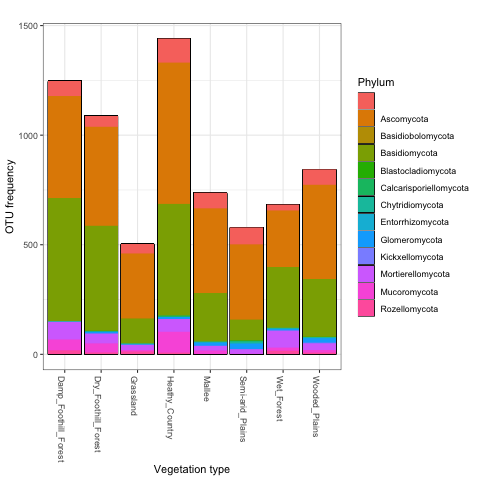 OTU frequency
1500
1000
500
0
Damp_Foothill_Forest
Dry_Foothill_Forest
Grassland
Heathy_Country
Mallee
Semi-arid_Plains
Wet_Forest
Wooded_Plains
Vegetation type
Phylum
Ascomycota
Basidiobolomycota
Basidiomycota
Blastocladiomycota
Calcarisporiellomycota
Chytridiomycota
Entorrhizomycota
Glomeromycota
Kickxellomycota
Mortierellomycota
Mucoromycota
Rozellomycota